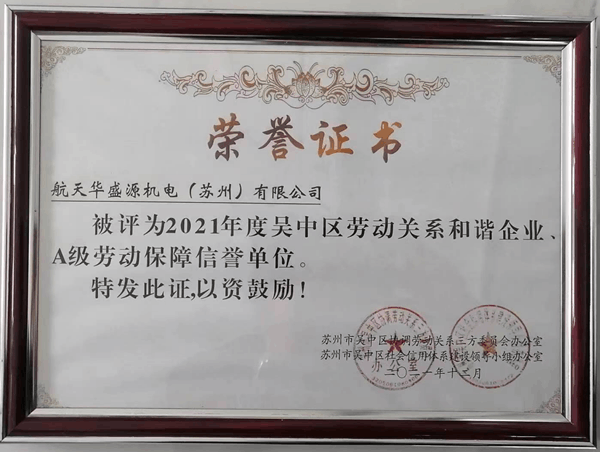 荣誉证书
航天华盛源机电（苏州）有限公司
被评为2021年度吴中区劳动关系和谐企业、
A级劳动保障信誉单位。
特发此证,以资鼓励!
苏州市吴中区协调劳动关系三方委员会办公室
苏州市吴中区社会信用体系建设领导小组办公室
二〇二一年十二月
办公室